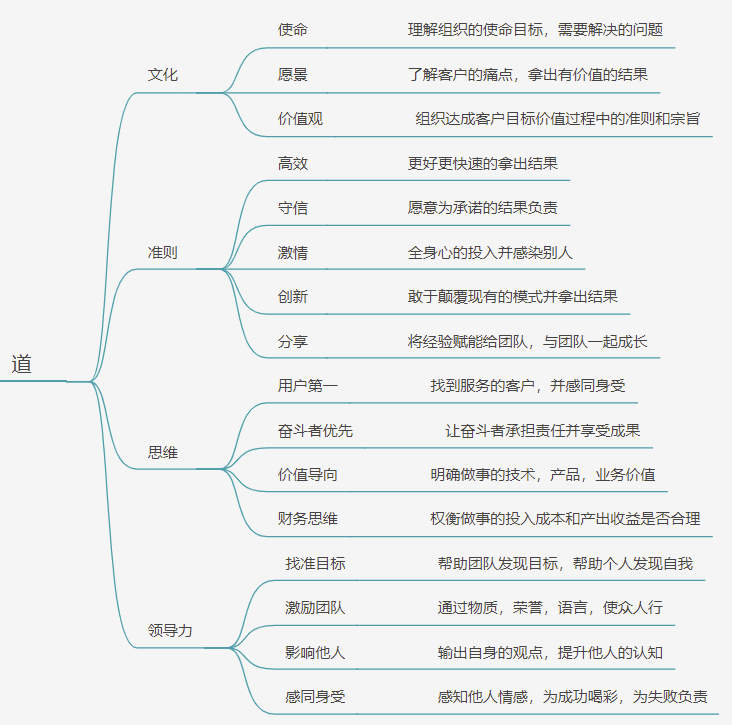 道
文化
使命 理解组织的使命目标，需要解决的问题
愿景 了解客户的痛点，拿出有价值的结果
价值观 组织达成客户目标价值过程中的准则和宗旨
准则
高效 更好更快速的拿出结果
守信 愿意为承诺的结果负责
激情 全身心的投入并感染别人
创新 敢于颠覆现有的模式并拿出结果
分享 将经验赋能给团队，与团队一起成长
思维
用户第一 找到服务的客户，并感同身受
奋斗者优先 让奋斗者承担责任并享受成果
价值导向 明确做事的技术，产品，业务价值
财务思维 权衡做事的投入成本和产出收益是否合理
领导力
找准目标 帮助团队发现目标，帮助个人发现自我
激励团队 通过物质，荣誉，语言，使众人行
影响他人 输出自身的观点，提升他人的认知
感同身受 感知他人情感，为成功喝彩，为失败负责